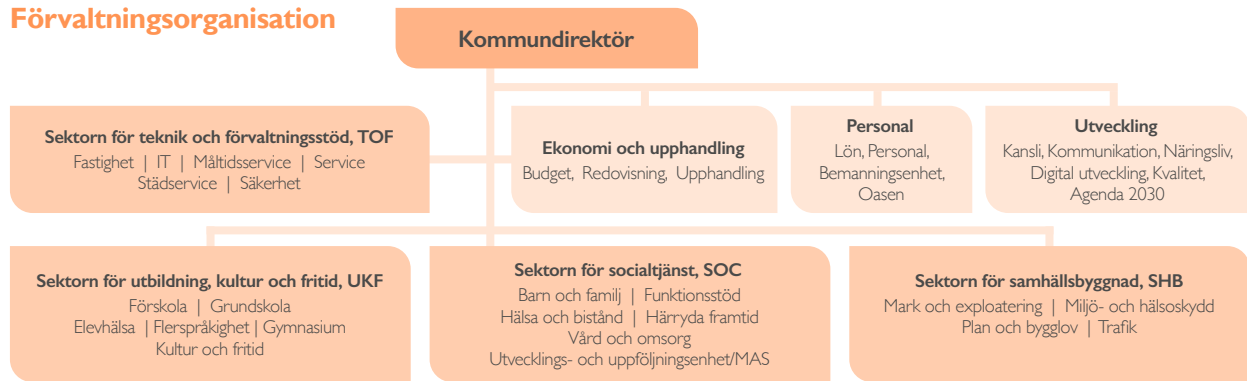 Förvaltningsorganisation
Kommundirektör
Sektorn för teknik och förvaltningsstöd, TOF
Fastighet | IT | Måltidsservice | Service
Städservice | Säkerhet
Ekonomi och upphandling
Budget, Redovisning, Upphandling
Personal
Lön, Personal,
Bemanningsenhet,
Oasen
Utveckling
Kansli, Kommunikation, Näringsliv,
Digital utveckling, Kvalitet,
Agenda 2030
Sektorn för utbildning, kultur och fritid, UKF
Förskola | Grundskola
Elevhälsa | Flerspråkighet | Gymnasium
Kultur och fritid
Sektorn för socialtjänst, SOC
Barn och familj | Funktionsstöd
Hälsa och bistånd | Härryda framtid
Vård och omsorg
Utvecklings- och uppföljningsenhet/MAS
Sektorn för samhällsbyggnad, SHB
Mark och exploatering | Miljö- och hälsoskydd
Plan och bygglov | Trafik